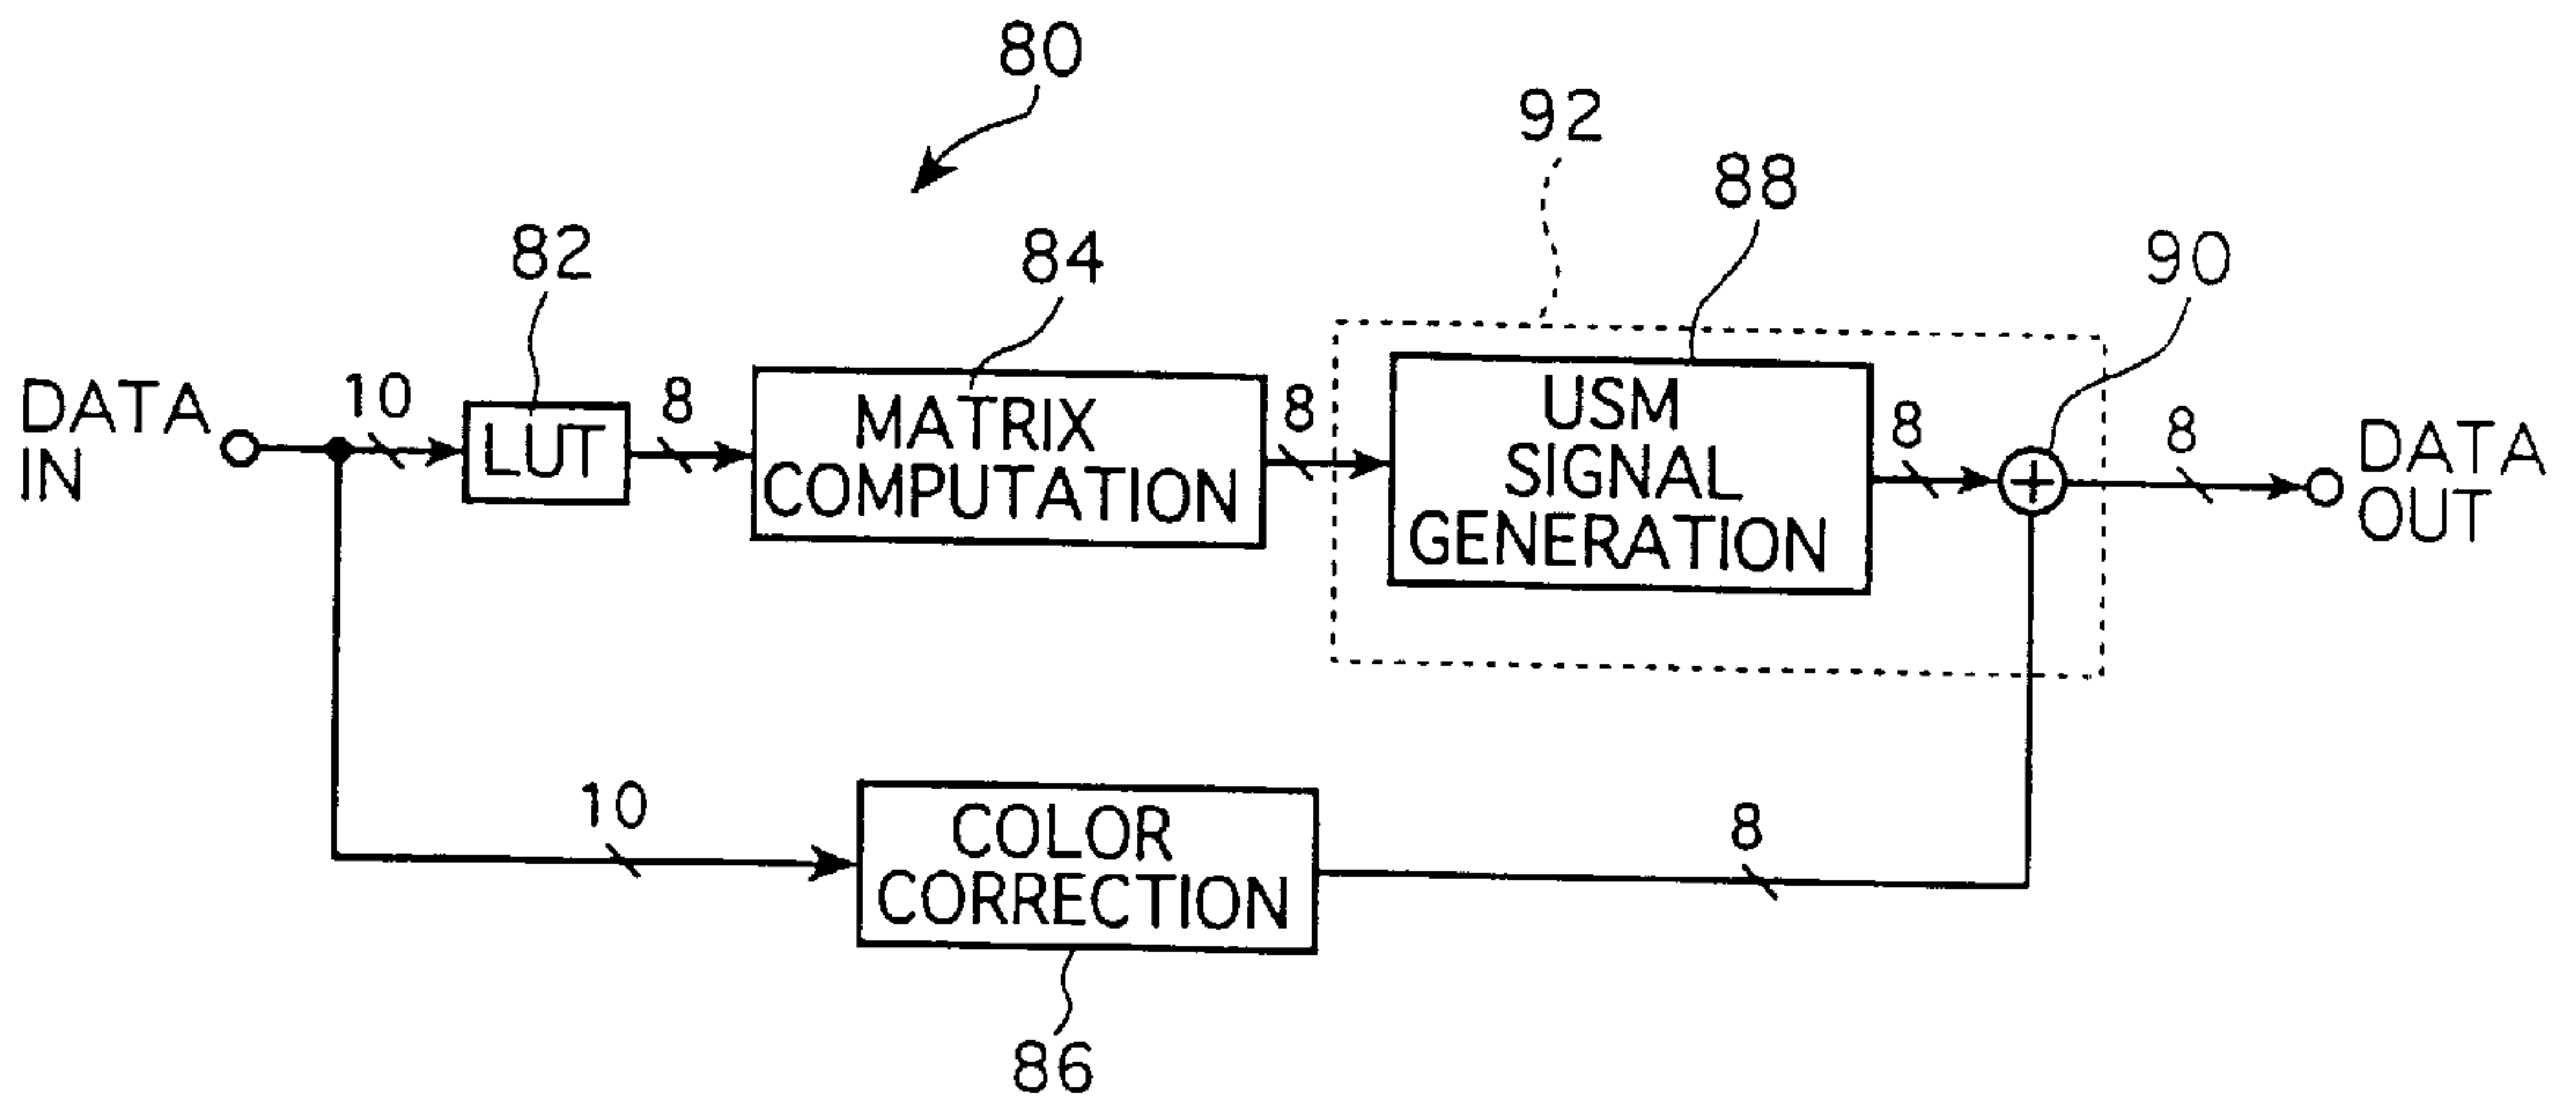 80
92
88
82
84
90
DATA
IN
10
LUT
8
MATRIX
COMPUTATION
8
USM
SIGNAL
GENERATION
8
+
8
DATA
OUT
10
COLOR
CORRECTION
8
86